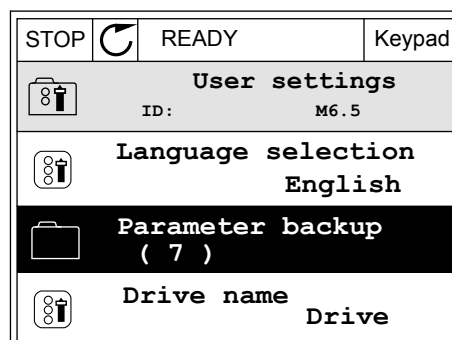 STOP READY Keypad
User settings
ID: M6.5
Language selection
English
Parameter backup
( 7 )
Drive name
Drive